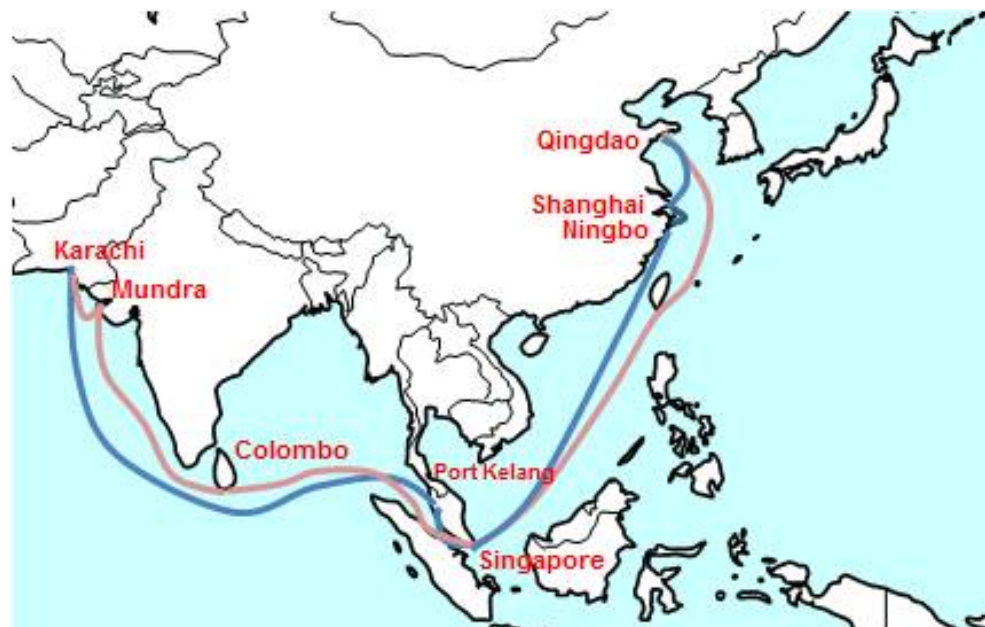 Qingdao
Shanghai
Ningbo
Karachi
Mundra
Colombo
Port Kelang
Singapore